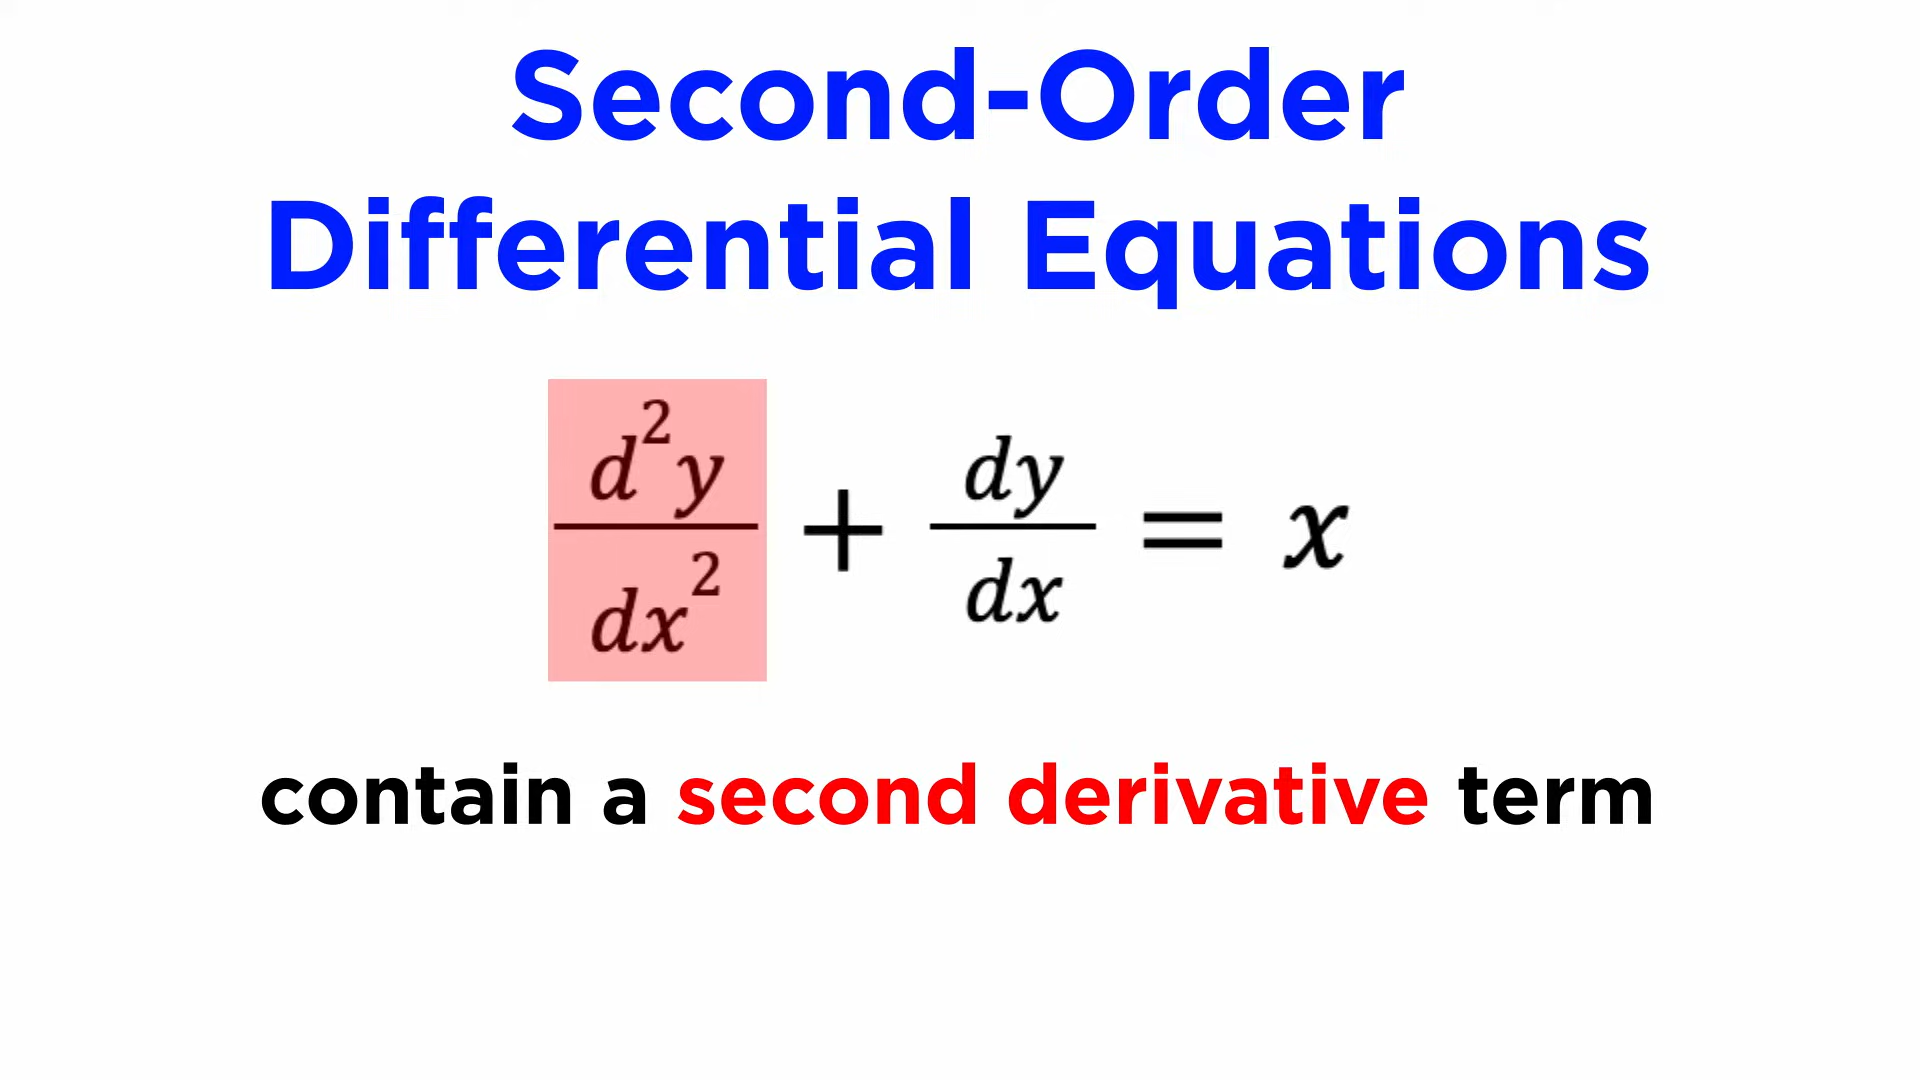 Second-Order
Differential Equations
d²y/dx² + dy/dx = x
contain a second derivative term